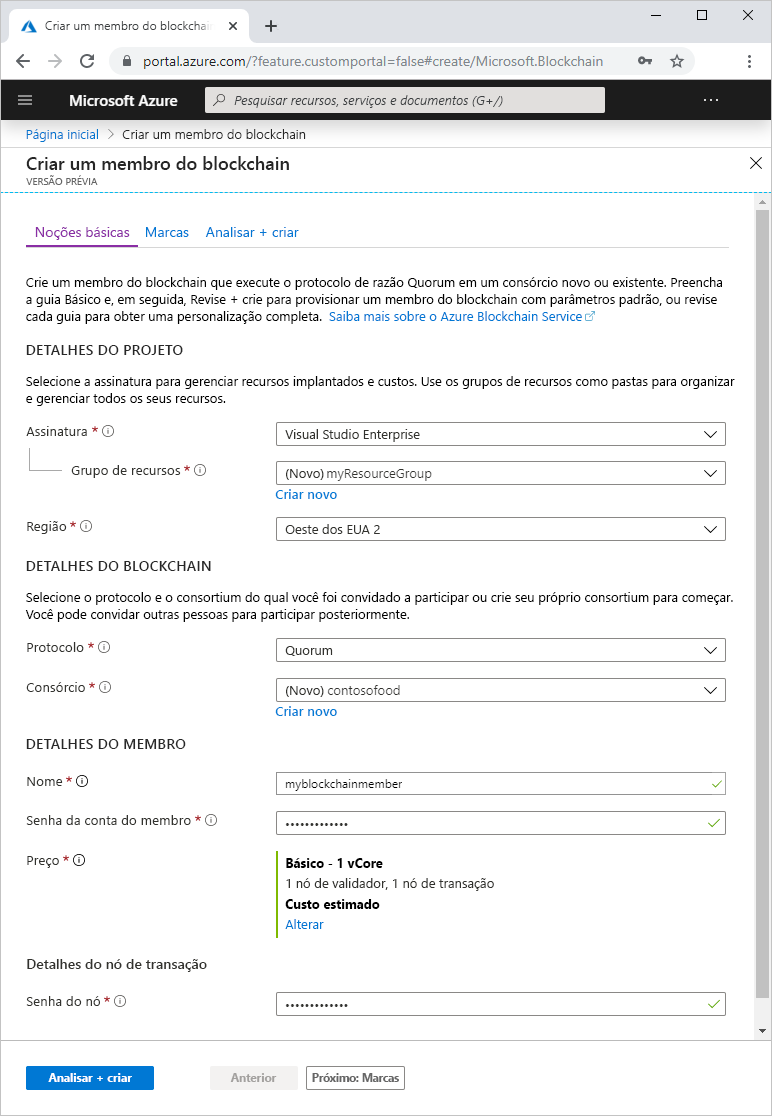 Criar um membro do blockchain
portal.azure.com/?feature.customportal=false#create/Microsoft.Blockchain
Microsoft Azure
Pesquisar recursos, serviços e documentos (G+/)
Página inicial > Criar um membro do blockchain
Criar um membro do blockchain
VERSÃO PRÉVIA
Noções básicas Marcas Analisar + criar
Crie um membro do blockchain que execute o protocolo de razão Quorum em um consórcio novo ou existente. Preencha
a guia Básico e, em seguida, Revise + crie para provisionar um membro do blockchain com parâmetros padrão, ou revise
cada guia para obter uma personalização completa. Saiba mais sobre o Azure Blockchain Service
DETALHES DO PROJETO
Selecione a assinatura para gerenciar recursos implantados e custos. Use os grupos de recursos como pastas para organizar
e gerenciar todos os seus recursos.
Assinatura *
Visual Studio Enterprise
Grupo de recursos *
(Novo) myResourceGroup
Criar novo
Região *
Oeste dos EUA 2
DETALHES DO BLOCKCHAIN
Selecione o protocolo e o consortium do qual você foi convidado a participar ou crie seu próprio consortium para começar.
Você pode convidar outras pessoas para participar posteriormente.
Protocolo *
Quorum
Consórcio *
(Novo) contosofood
Criar novo
DETALHES DO MEMBRO
Nome *
myblockchainmember
Senha da conta do membro *
•••••••••••••
Preço *
Básico - 1 vCore
1 nó de validador, 1 nó de transação
Custo estimado
Alterar
Detalhes do nó de transação
Senha do nó *
•••••••••••••
Analisar + criar
Anterior
Próximo: Marcas